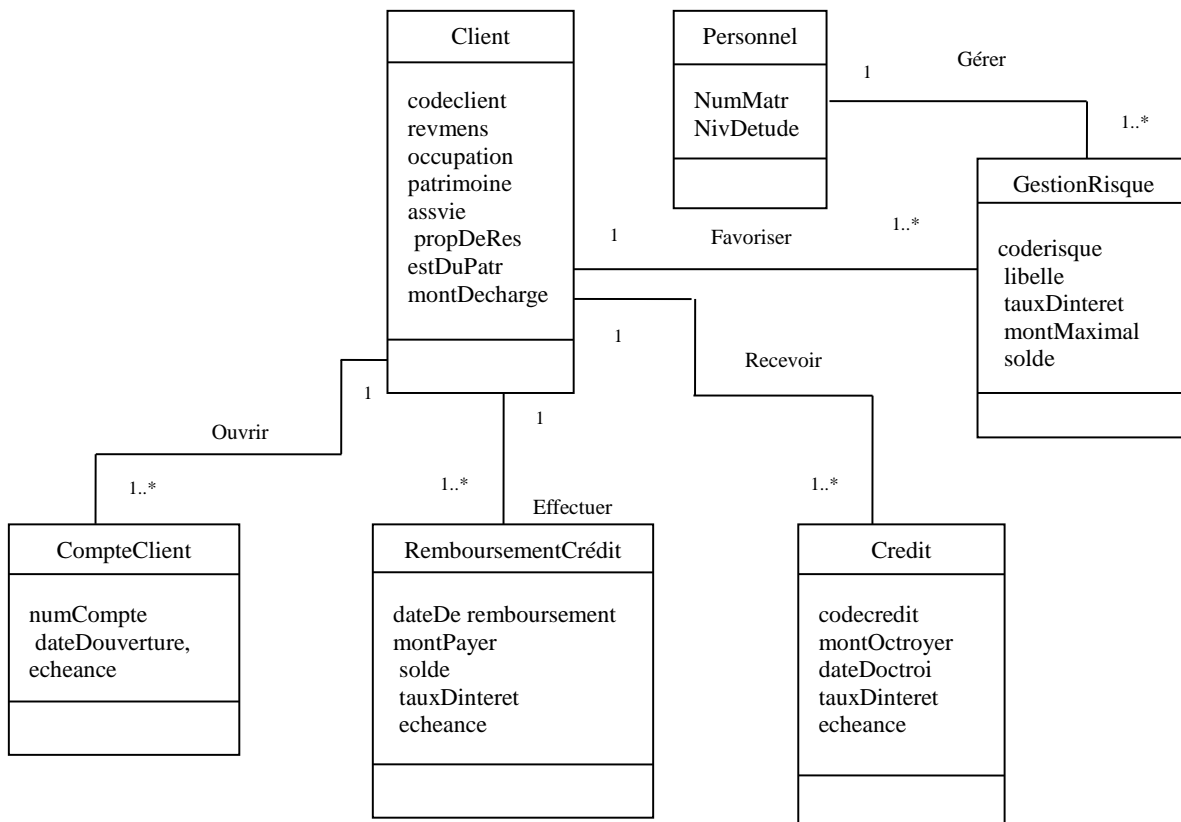 Client
codeclient
revmens
occupation
patrimoine
assvie
propDeRes
estDuPatr
montDecharge
Personnel
NumMatr
NivDetude
1
Gérer
1..*
GestionRisque
coderisque
libelle
tauxDinteret
montMaximal
solde
1
Favoriser
1..*
1
Recevoir
1..*
1
Ouvrir
1..*
1
1..*
Effectuer
CompteClient
numCompte
dateDouverture,
echeance
RemboursementCrédit
dateDe remboursement
montPayer
solde
tauxDinteret
echeance
Credit
codecredit
montOctroyer
dateDoctroi
tauxDinteret
echeance